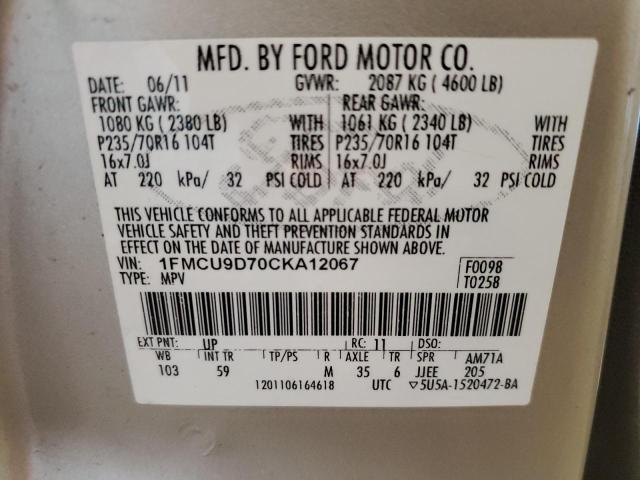 MFD. BY FORD MOTOR CO.
DATE: 06/11 GVWR: 2087 KG ( 4600 LB)
FRONT GAWR: REAR GAWR:
1080 KG ( 2380 LB) WITH 1061 KG ( 2340 LB) WITH
P235/70R16 104T TIRES P235/70R16 104T TIRES
16x7.0J RIMS 16x7.0J RIMS
AT 220 kPa/ 32 PSI COLD AT 220 kPa/ 32 PSI COLD
THIS VEHICLE CONFORMS TO ALL APPLICABLE FEDERAL MOTOR
VEHICLE SAFETY AND THEFT PREVENTION STANDARDS IN
EFFECT ON THE DATE OF MANUFACTURE SHOWN ABOVE.
VIN: 1FMCU9D70CKA12067 F0098
TYPE: MPV T0258
EXT PNT: UP RC: 11 DSO:
WB INT TR TP/PS R AXLE TR SPR AM71A
103 59 M 35 6 JJEE 205
1201106164618 UTC ▽5U5A-1520472-BA